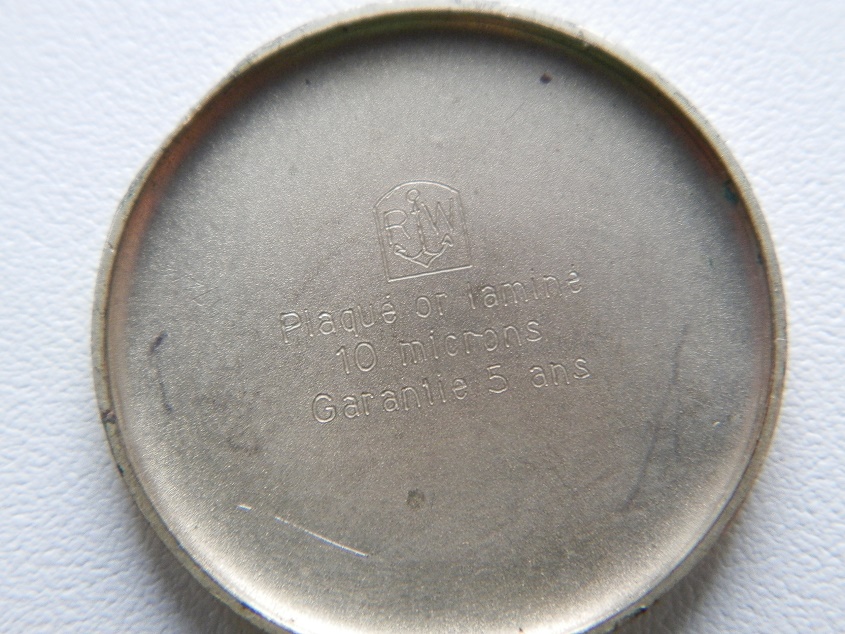 RW
Plaqué or laminé
10 microns
Garantie 5 ans